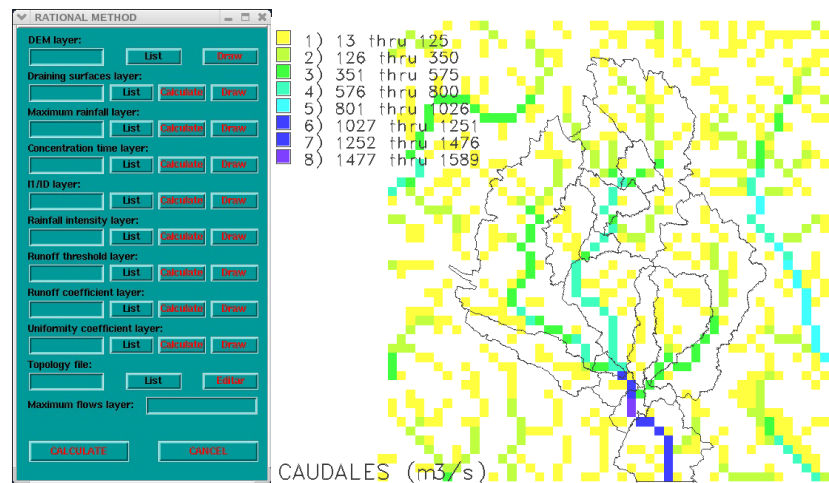 RATIONAL METHOD
DEM layer:
List Draw
Draining surfaces layer:
List Calculate Draw
Maximum rainfall layer:
List Calculate Draw
Concentration time layer:
List Calculate Draw
I1/ID layer:
List Calculate Draw
Rainfall intensity layer:
List Calculate Draw
Runoff threshold layer:
List Calculate Draw
Runoff coefficient layer:
List Calculate Draw
Uniformity coefficient layer:
List Calculate Draw
Topology file:
List Editar
Maximum flows layer:
CALCULATE CANCEL
1) 13 thru 125
2) 126 thru 350
3) 351 thru 575
4) 576 thru 800
5) 801 thru 1026
6) 1027 thru 1251
7) 1252 thru 1476
8) 1477 thru 1589
CAUDALES (m3/s)